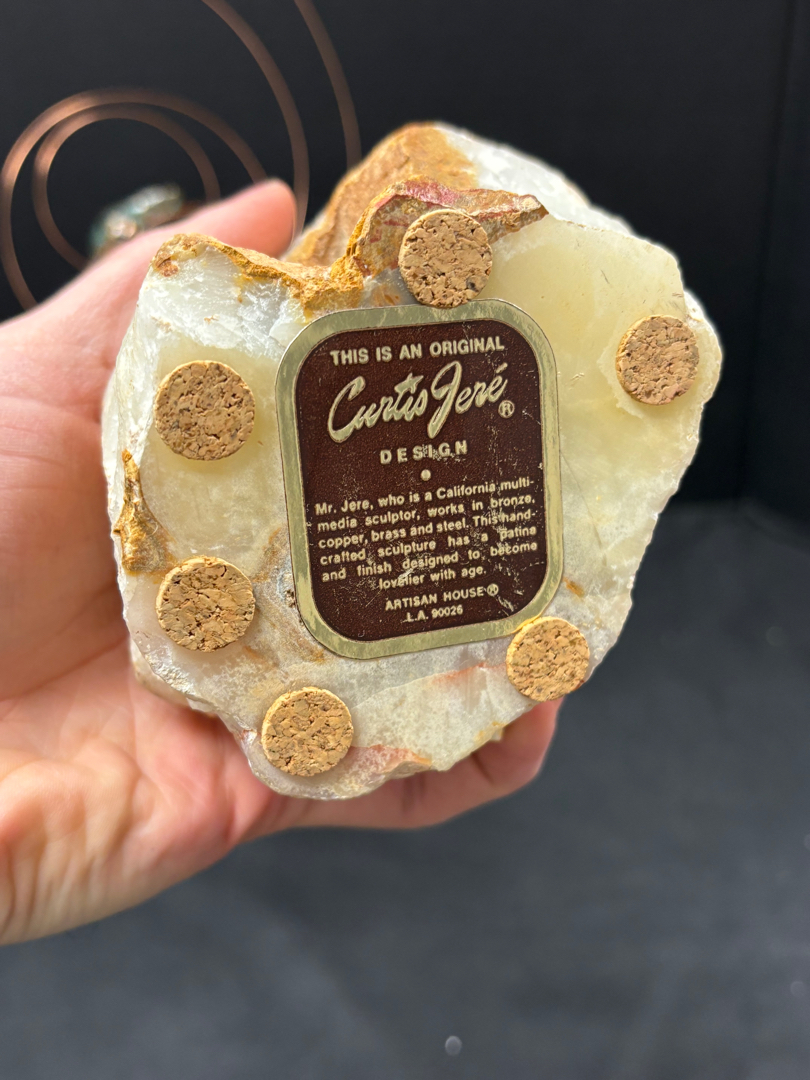 THIS IS AN ORIGINAL
Curtis Jeré ®
DESIGN
Mr. Jere, who is a California multi-
media sculptor, works in bronze,
copper, brass and steel. This hand-
crafted sculpture has a patine
and finish designed to become
lovelier with age.
ARTISAN HOUSE®
L.A. 90026